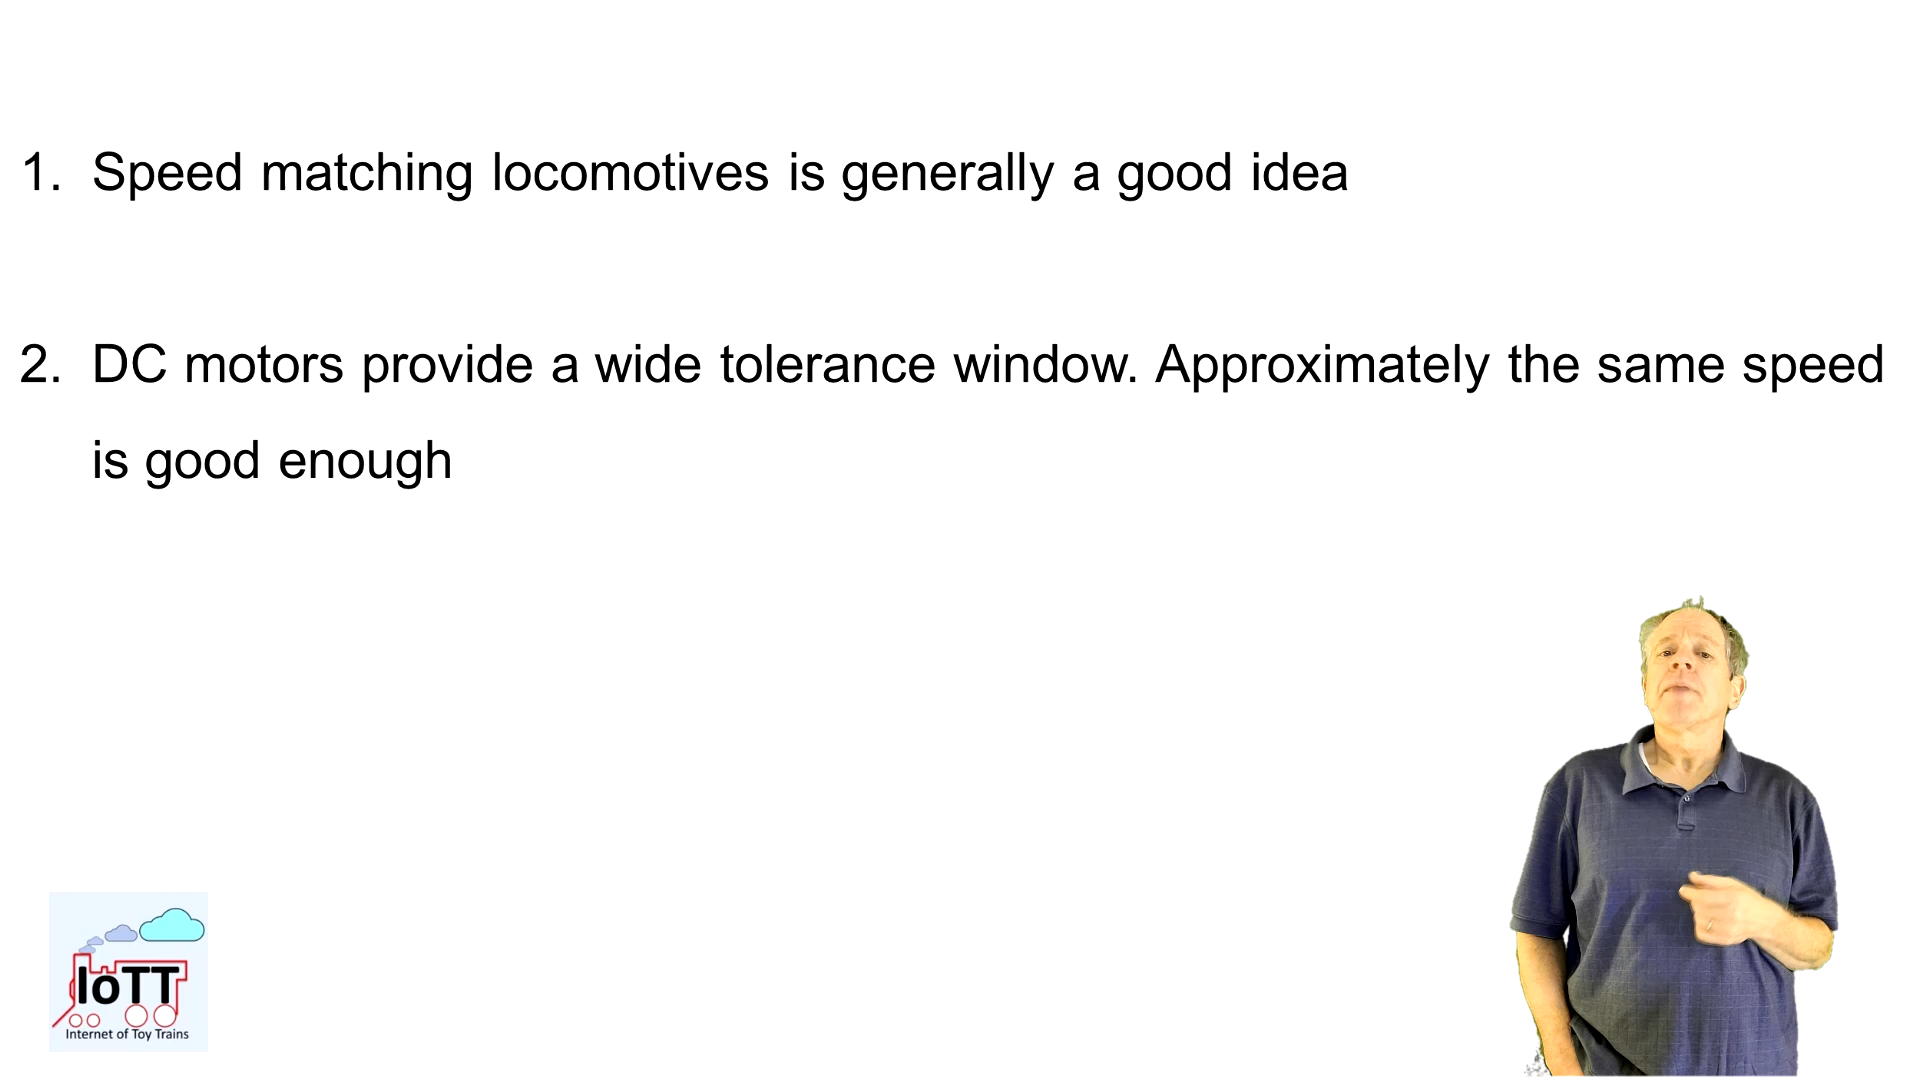 1. Speed matching locomotives is generally a good idea
2. DC motors provide a wide tolerance window. Approximately the same speed
is good enough
IoTT
Internet of Toy Trains